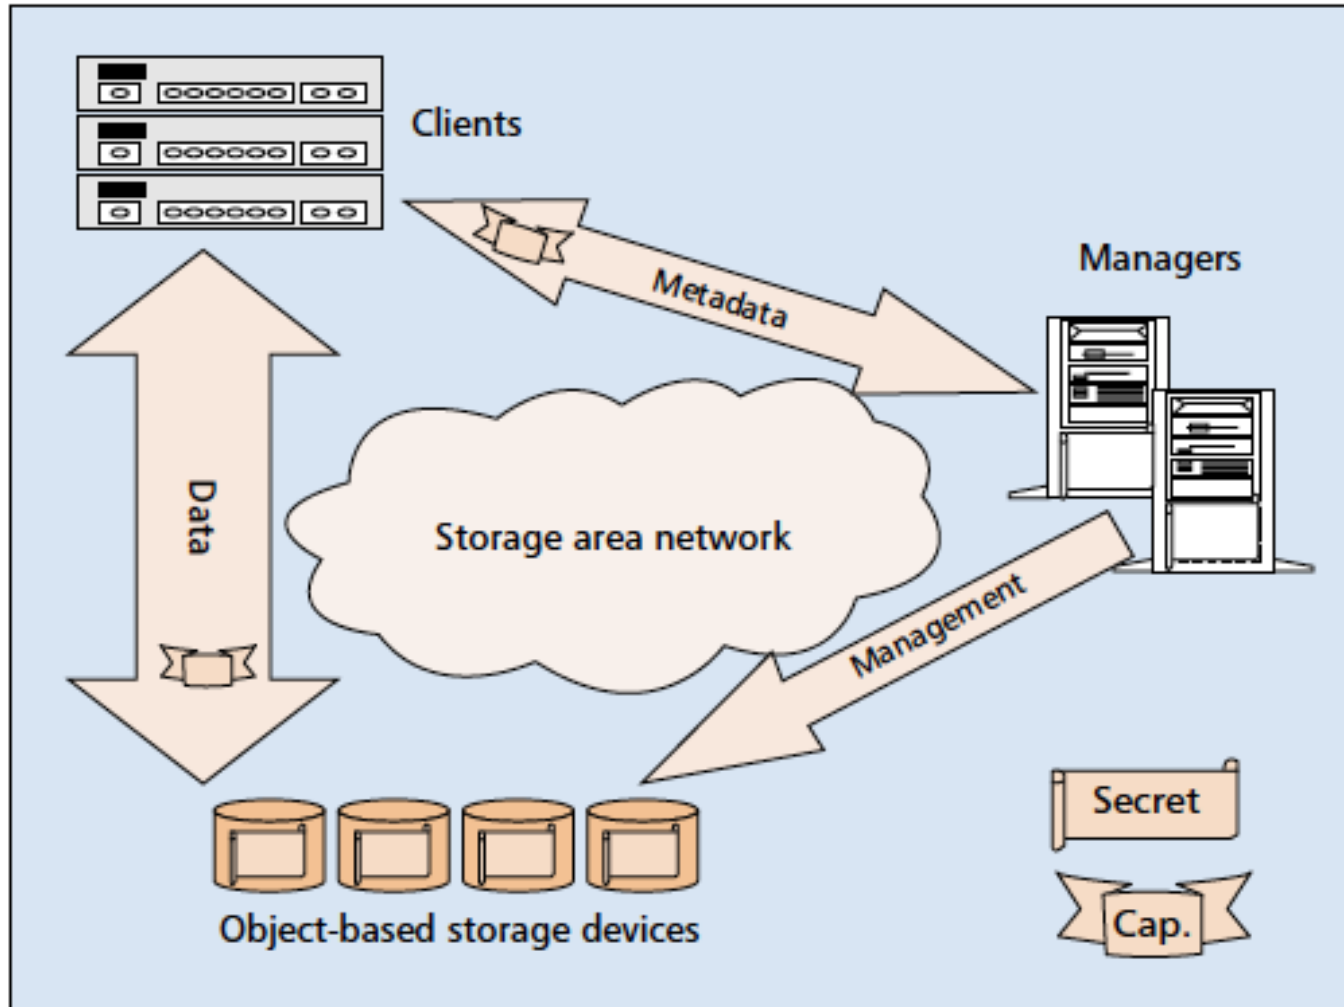 Clients
Managers
Metadata
Data
Storage area network
Management
Secret
Cap.
Object-based storage devices